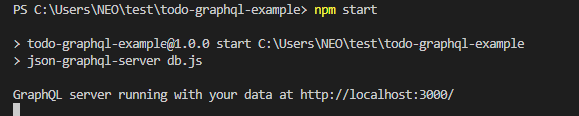 PS C:\Users\NEO\test\todo-graphql-example> npm start
> todo-graphql-example@1.0.0 start C:\Users\NEO\test\todo-graphql-example
> json-graphql-server db.js
GraphQL server running with your data at http://localhost:3000/